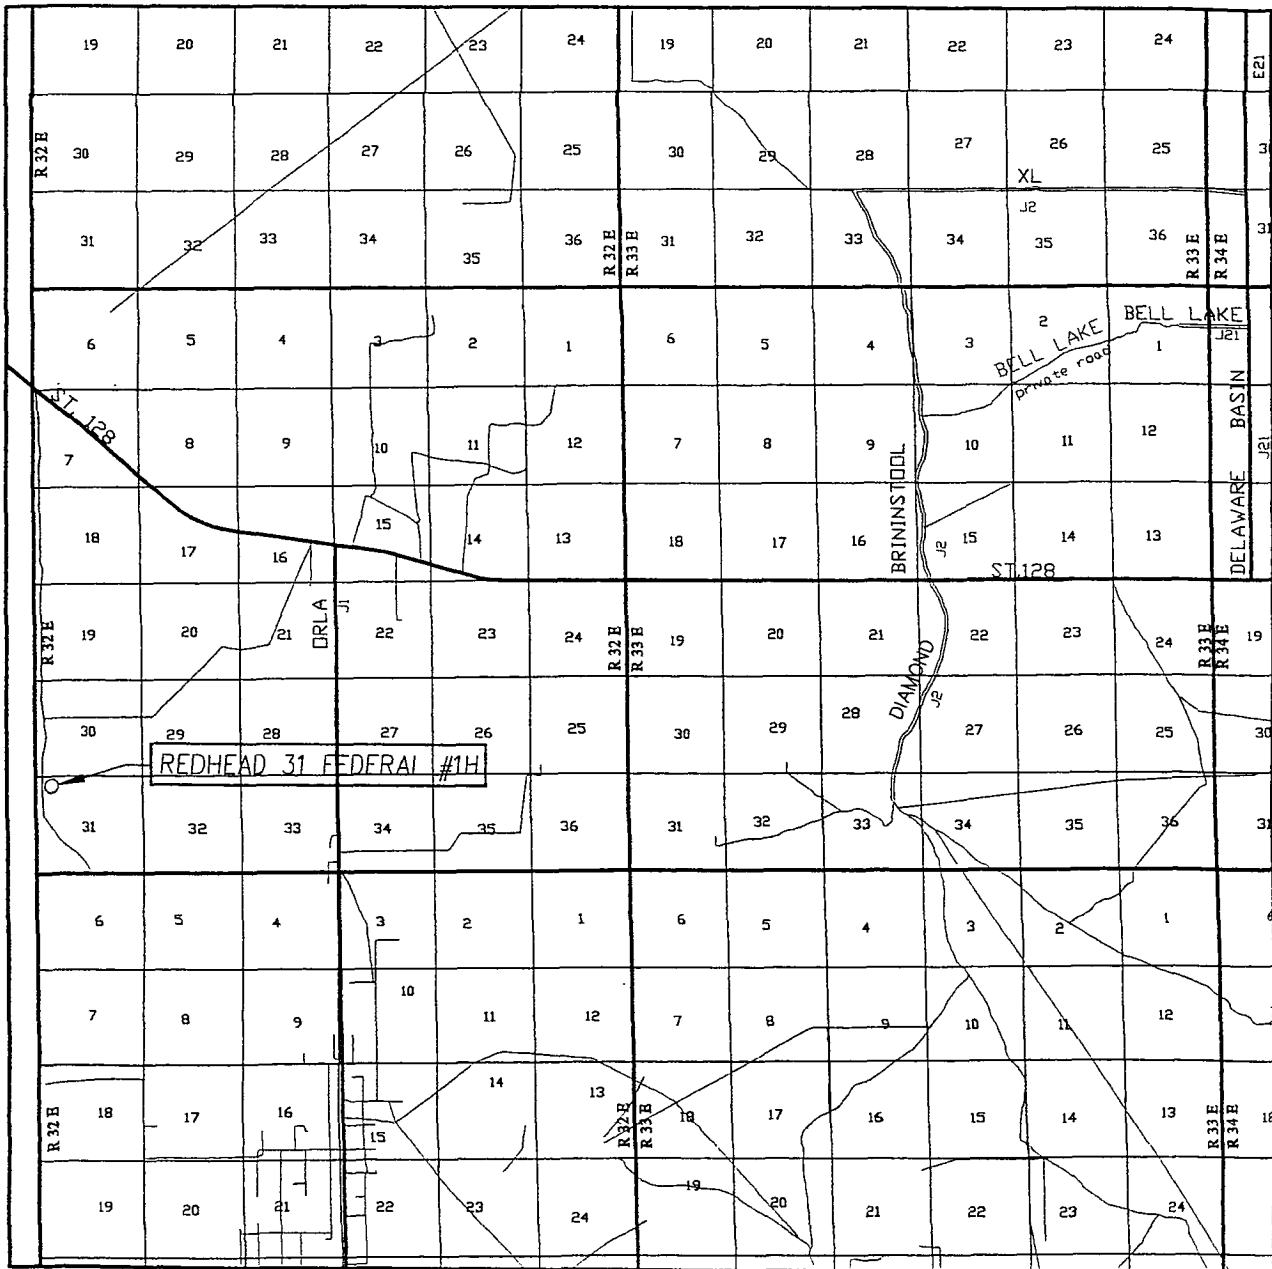 19 20 21 22 23 24 19 20 21 22 23 24 E21
R 32 E
30 29 28 27 26 25 30 29 28 27 26 25
XL
J2
31 32 33 34 35 36 R 32 E R 33 E 31 32 33 34 35 36 R 33 E R 34 E 31
6 5 4 3 2 1 6 5 4 3 2 1
BELL LAKE
BELL LAKE
private road
J21
ST. 128
7 8 9 10 11 12 7 8 9 10 11 12
BRININSTOOL
DELAWARE BASIN
J21
18 17 16 15 14 13 18 17 16 15 14 13
J2
ST.128
ORLA
J1
R 32 E 19 20 21 22 23 24 R 32 E R 33 E 19 20 21 22 23 24 R 33 E R 34 E 19
DIAMOND
J2
30 29 28 27 26 25 30 29 28 27 26 25 30
REDHEAD 31 FEDERAL #1H
31 32 33 34 35 36 31 32 33 34 35 36 31
6 5 4 3 2 1 6 5 4 3 2 1
7 8 9 10 11 12 7 8 9 10 11 12
R 32 E 18 17 16 15 14 13 R 32 E R 33 E 18 17 16 15 14 13 R 33 E R 34 E 18
19 20 21 22 23 24 19 20 21 22 23 24